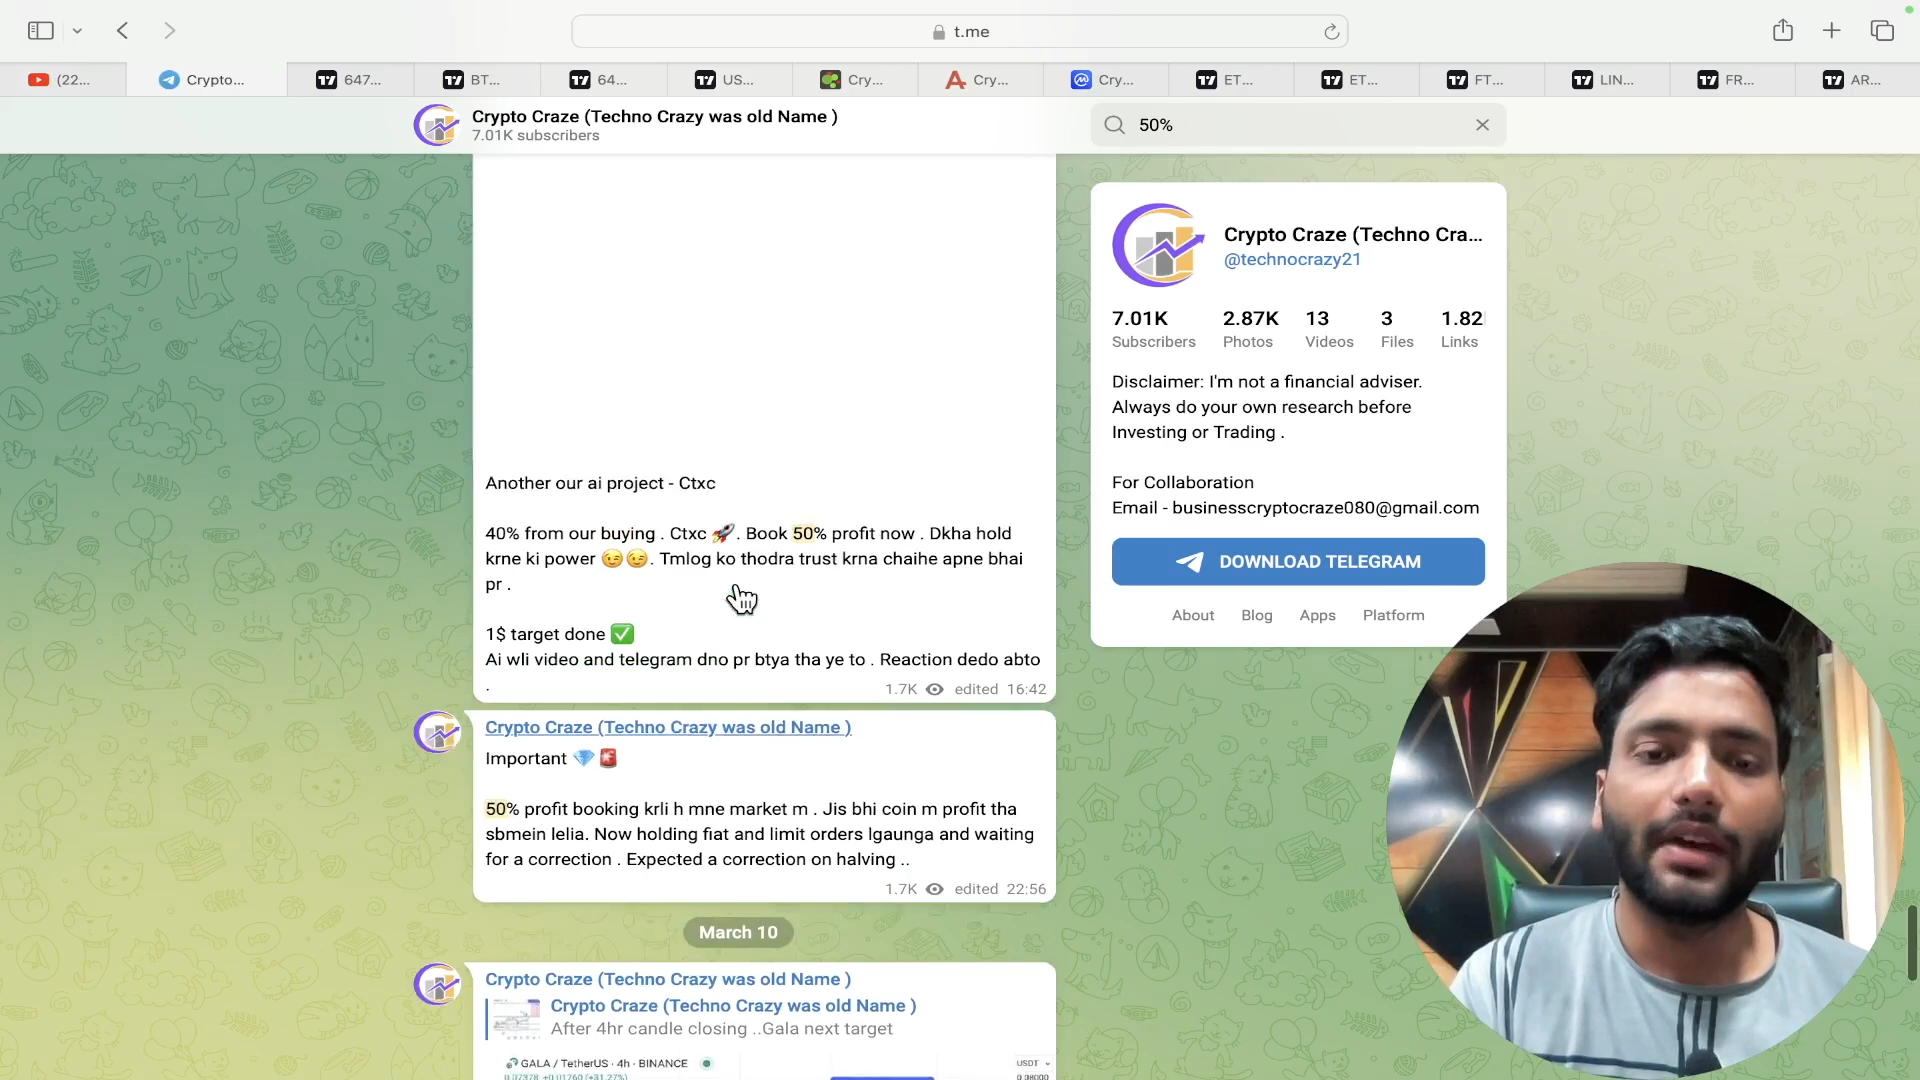 t.me
(22...
Crypto...
647...
BT...
64...
US...
Cry...
Cry...
Cry...
ET...
ET...
FT...
LIN...
FR...
AR...
Crypto Craze (Techno Crazy was old Name )
7.01K subscribers
50%
Another our ai project - Ctxc
40% from our buying . Ctxc 🚀. Book 50% profit now . Dkha hold
krne ki power 😉😉. Tmlog ko thodra trust krna chaihe apne bhai
pr .
1$ target done ✅
Ai wli video and telegram dno pr btya tha ye to . Reaction dedo abto
.
1.7K edited 16:42
Crypto Craze (Techno Crazy was old Name )
Important 💎 🚨
50% profit booking krli h mne market m . Jis bhi coin m profit tha
sbmein lelia. Now holding fiat and limit orders lgaunga and waiting
for a correction . Expected a correction on halving ..
1.7K edited 22:56
March 10
Crypto Craze (Techno Crazy was old Name )
Crypto Craze (Techno Crazy was old Name )
After 4hr candle closing ..Gala next target
GALA / TetherUS · 4h · BINANCE
USDT
Crypto Craze (Techno Cra...
@technocrazy21
7.01K 2.87K 13 3 1.82
Subscribers Photos Videos Files Links
Disclaimer: I'm not a financial adviser.
Always do your own research before
Investing or Trading .
For Collaboration
Email - businesscryptocraze080@gmail.com
DOWNLOAD TELEGRAM
About Blog Apps Platform